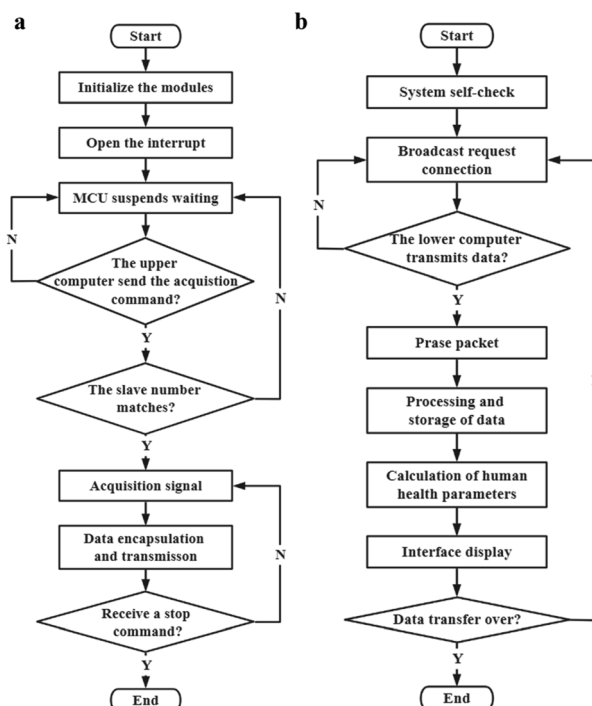 a
Start
Initialize the modules
Open the interrupt
MCU suspends waiting
N
The upper
computer send the acquistion
command?
N
Y
The slave number
matches?
Y
Acquisition signal
Data encapsulation
and transmisson
N
Receive a stop
command?
Y
End
b
Start
System self-check
Broadcast request
connection
N
The lower computer
transmits data?
Y
Prase packet
Processing and
storage of data
Calculation of human
health parameters
Interface display
Data transfer over?
Y
End